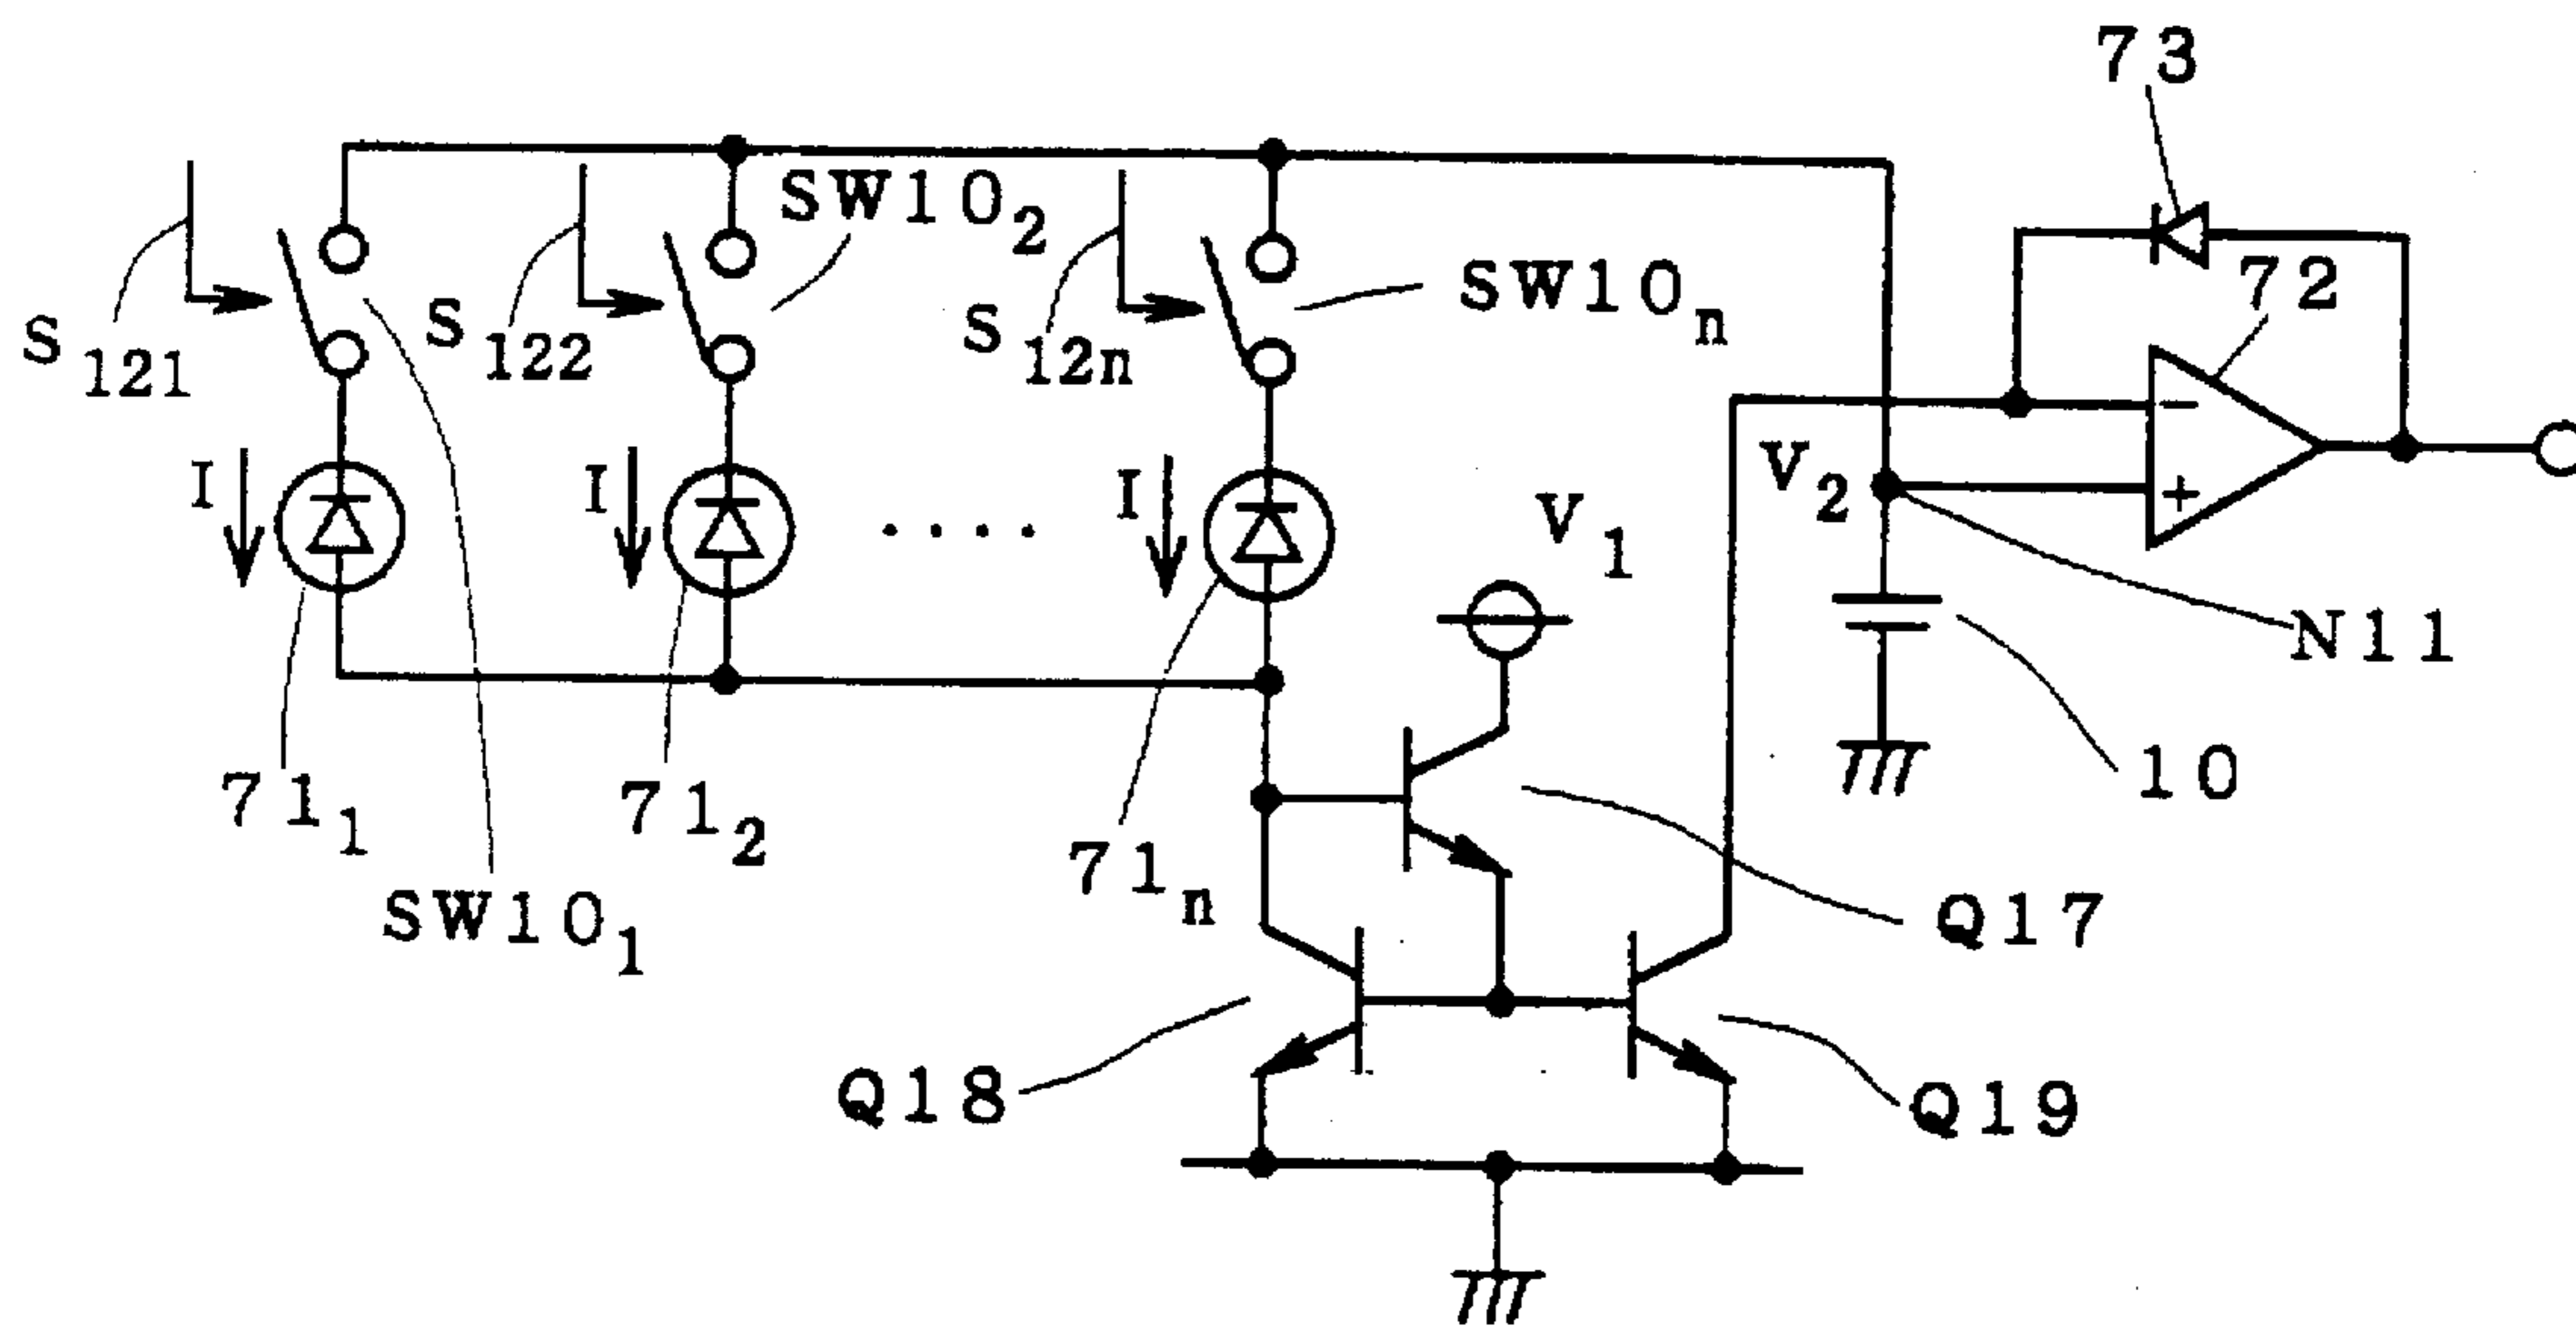 73
SW10₂
72
SW10ₙ
S₁₂₁
S₁₂₂
S₁₂ₙ
−
I
I
I
V₁
V₂
+
N11
71₁
71₂
71ₙ
10
SW10₁
Q17
Q18
Q19